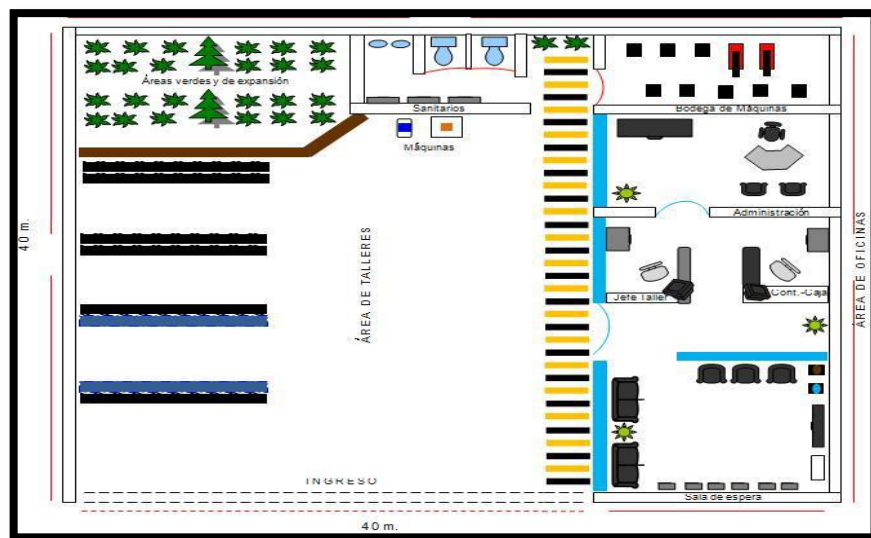 Áreas verdes y de expansión
Sanitarios
Máquinas
Bodega de Máquinas
Administración
Jefe Taller
Cont.-Caja
Sala de espera
ÁREA DE TALLERES
ÁREA DE OFICINAS
INGRESO
40 m.
40 m.